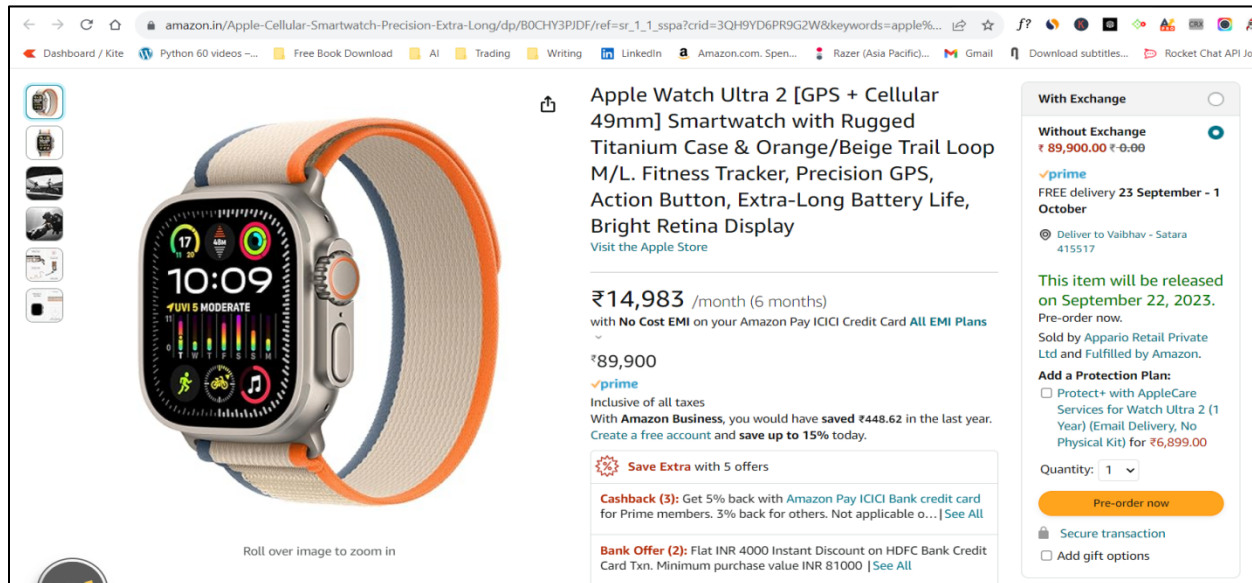 amazon.in/Apple-Cellular-Smartwatch-Precision-Extra-Long/dp/B0CHY3PJDF/ref=sr_1_1_sspa?crid=3QH9YD6PR9G2W&keywords=apple%...
f?
Dashboard / Kite
Python 60 videos –...
Free Book Download
AI
Trading
Writing
LinkedIn
Amazon.com. Spen...
Razer (Asia Pacific)...
Gmail
Download subtitles...
Rocket Chat API Jo
17
11 20
48M
10:09
UVI 5 MODERATE
11
0
T W T F S S M
Roll over image to zoom in
Apple Watch Ultra 2 [GPS + Cellular
49mm] Smartwatch with Rugged
Titanium Case & Orange/Beige Trail Loop
M/L. Fitness Tracker, Precision GPS,
Action Button, Extra-Long Battery Life,
Bright Retina Display
Visit the Apple Store
₹14,983 /month (6 months)
with No Cost EMI on your Amazon Pay ICICI Credit Card All EMI Plans
₹89,900
prime
Inclusive of all taxes
With Amazon Business, you would have saved ₹448.62 in the last year.
Create a free account and save up to 15% today.
Save Extra with 5 offers
Cashback (3): Get 5% back with Amazon Pay ICICI Bank credit card
for Prime members. 3% back for others. Not applicable o... | See All
Bank Offer (2): Flat INR 4000 Instant Discount on HDFC Bank Credit
Card Txn. Minimum purchase value INR 81000 | See All
With Exchange
Without Exchange
₹ 89,900.00 ₹ 0.00
prime
FREE delivery 23 September - 1
October
Deliver to Vaibhav - Satara
415517
This item will be released
on September 22, 2023.
Pre-order now.
Sold by Appario Retail Private
Ltd and Fulfilled by Amazon.
Add a Protection Plan:
Protect+ with AppleCare
Services for Watch Ultra 2 (1
Year) (Email Delivery, No
Physical Kit) for ₹6,899.00
Quantity: 1
Pre-order now
Secure transaction
Add gift options